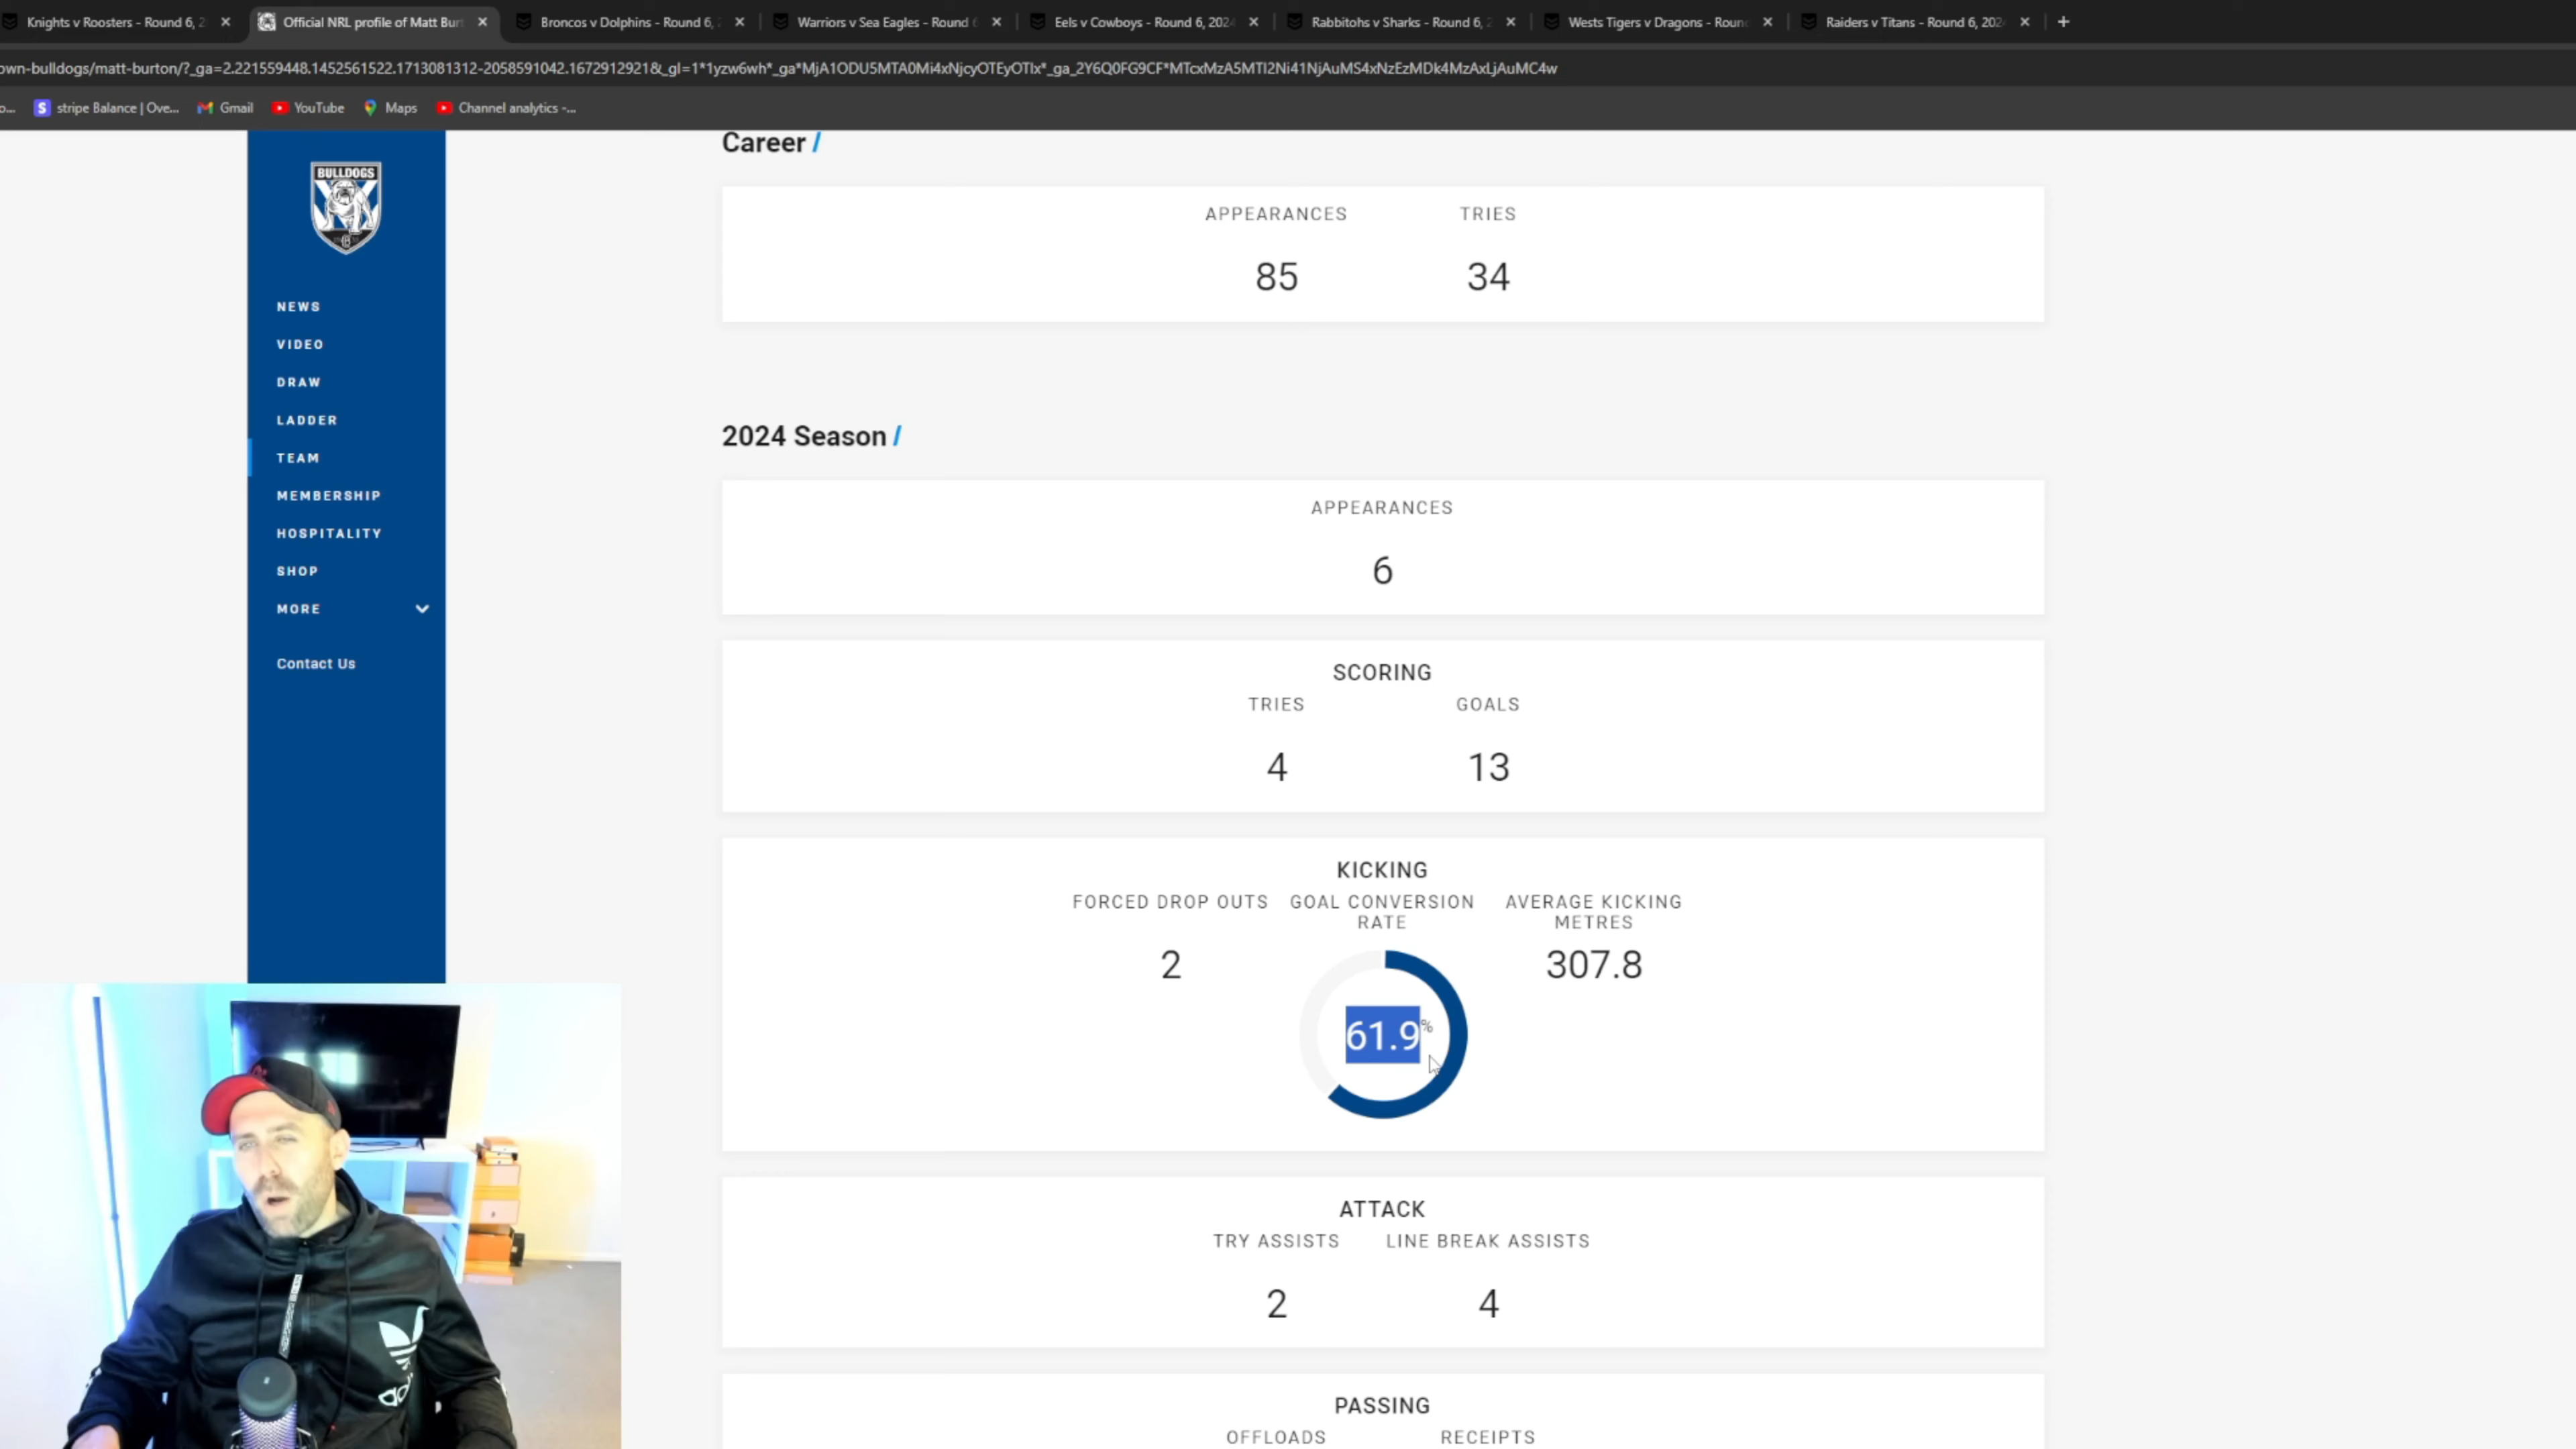 Knights v Roosters - Round 6, 2
Official NRL profile of Matt Burt
Broncos v Dolphins - Round 6,
Warriors v Sea Eagles - Round 6
Eels v Cowboys - Round 6, 2024
Rabbitohs v Sharks - Round 6, 2
Wests Tigers v Dragons - Roun
Raiders v Titans - Round 6, 202
own-bulldogs/matt-burton/?_ga=2.221559448.1452561522.1713081312-2058591042.1672912921&_gl=1*1yzw6wh*_ga*MjA1ODU5MTA0Mi4xNjcyOTEyOTIx*_ga_2Y6Q0FG9CF*MTcxMzA5MTI2Ni41NjAuMS4xNzEzMDk4MzAxLjAuMC4w
o...
S stripe Balance | Ove...
Gmail
YouTube
Maps
Channel analytics -...
BULLDOGS
NEWS
VIDEO
DRAW
LADDER
TEAM
MEMBERSHIP
HOSPITALITY
SHOP
MORE
Contact Us
Career /
APPEARANCES TRIES
85 34
2024 Season /
APPEARANCES
6
SCORING
TRIES GOALS
4 13
KICKING
FORCED DROP OUTS GOAL CONVERSION RATE AVERAGE KICKING METRES
2 61.9% 307.8
ATTACK
TRY ASSISTS LINE BREAK ASSISTS
2 4
PASSING
OFFLOADS RECEIPTS